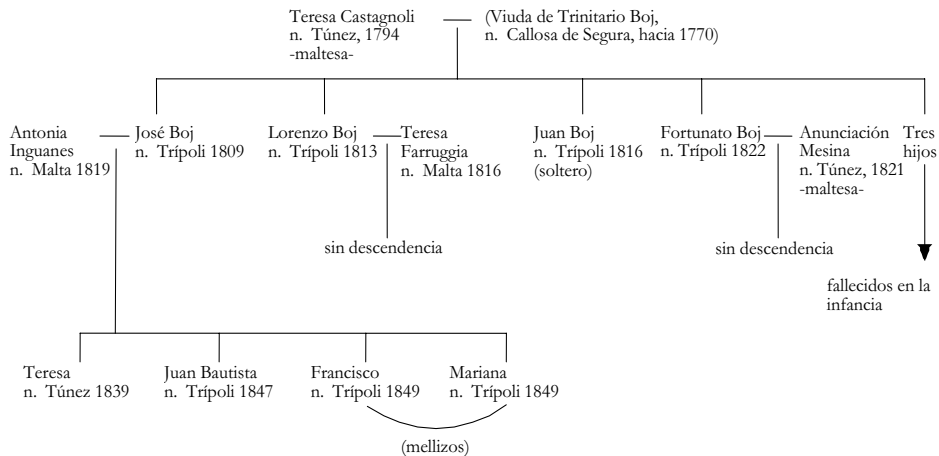 Teresa Castagnoli
n. Túnez, 1794
-maltesa-
(Viuda de Trinitario Boj,
n. Callosa de Segura, hacia 1770)
Antonia
Inguanes
n. Malta 1819
José Boj
n. Trípoli 1809
Lorenzo Boj
n. Trípoli 1813
Teresa
Farruggia
n. Malta 1816
Juan Boj
n. Trípoli 1816
(soltero)
Fortunato Boj
n. Trípoli 1822
Anunciación
Mesina
n. Túnez, 1821
-maltesa-
Tres
hijos
sin descendencia
sin descendencia
fallecidos en la
infancia
Teresa
n. Túnez 1839
Juan Bautista
n. Trípoli 1847
Francisco
n. Trípoli 1849
Mariana
n. Trípoli 1849
(mellizos)